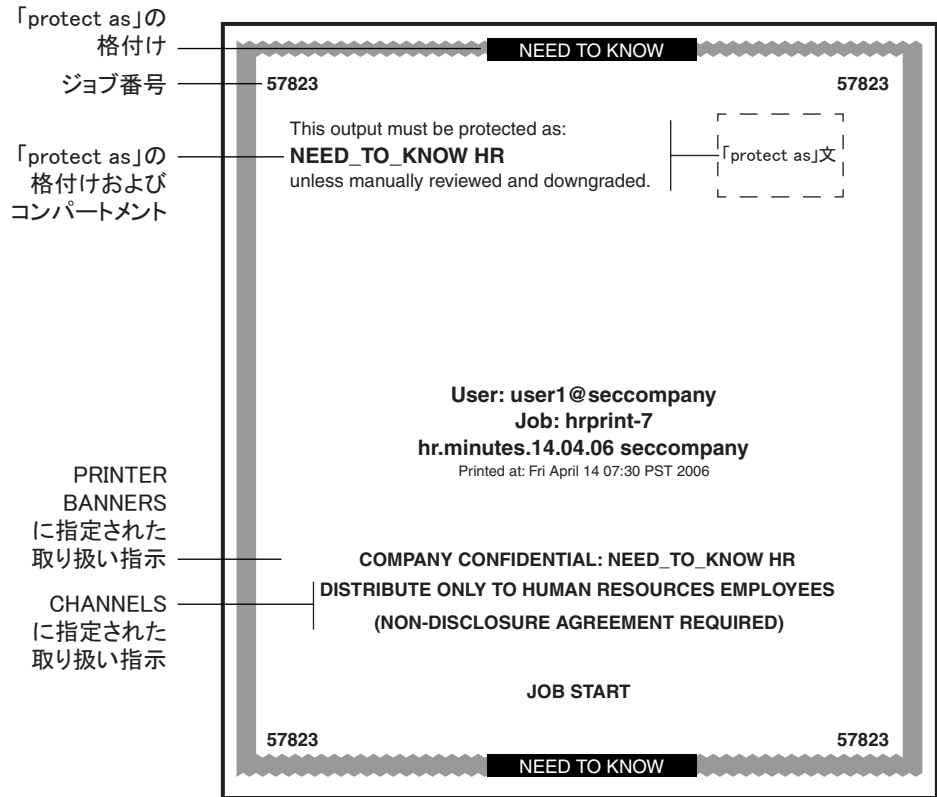 「protect as」の
格付け
NEED TO KNOW
ジョブ番号
57823
57823
This output must be protected as:
「protect as」の
格付けおよび
コンパートメント
NEED_TO_KNOW HR
unless manually reviewed and downgraded.
「protect as」文
User: user1@seccompany
Job: hrprint-7
hr.minutes.14.04.06 seccompany
Printed at: Fri April 14 07:30 PST 2006
PRINTER
BANNERS
に指定された
取り扱い指示
COMPANY CONFIDENTIAL: NEED_TO_KNOW HR
CHANNELS
に指定された
取り扱い指示
DISTRIBUTE ONLY TO HUMAN RESOURCES EMPLOYEES
(NON-DISCLOSURE AGREEMENT REQUIRED)
JOB START
57823
57823
NEED TO KNOW